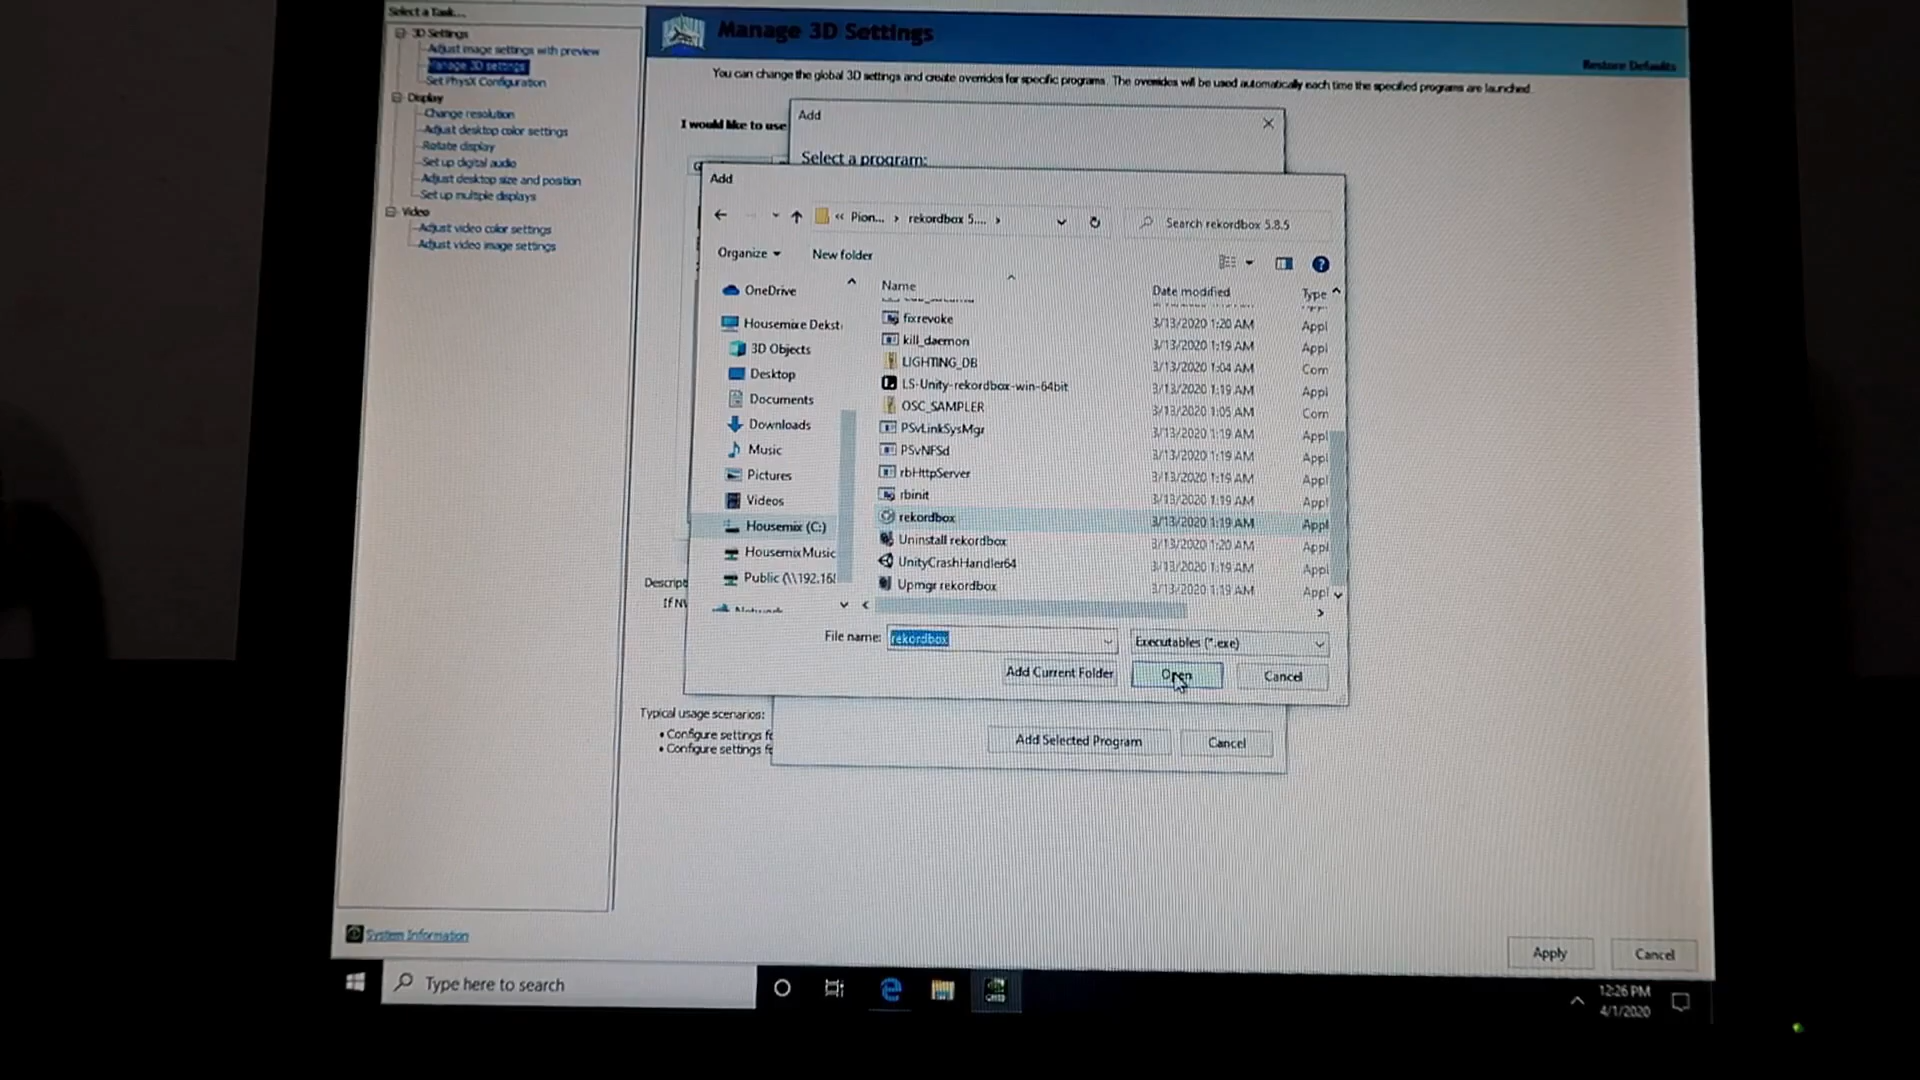 Select a Task...
3D Settings
Adjust image settings with preview
Manage 3D settings
Set PhysX Configuration
Display
Change resolution
Adjust desktop color settings
Rotate display
Set up digital audio
Adjust desktop size and position
Set up multiple displays
Video
Adjust video color settings
Adjust video image settings
System Information
Manage 3D Settings
Restore Defaults
You can change the global 3D settings and create overrides for specific programs. The overrides will be used automatically each time the specified programs are launched.
I would like to use
Add
Select a program:
Add
« Pion... › rekordbox 5.... ›
Search rekordbox 5.8.5
Organize
New folder
OneDrive
Housemixe Dekst
3D Objects
Desktop
Documents
Downloads
Music
Pictures
Videos
Housemix (C:)
HousemixMusic
Public (\\192.16
Name Date modified Type
fixrevoke 3/13/2020 1:20 AM Appl
kill_daemon 3/13/2020 1:19 AM Appl
LIGHTING_DB 3/13/2020 1:04 AM Com
LS-Unity-rekordbox-win-64bit 3/13/2020 1:19 AM Appl
OSC_SAMPLER 3/13/2020 1:05 AM Com
PSvLinkSysMgr 3/13/2020 1:19 AM Appl
PSvNFSd 3/13/2020 1:19 AM Appl
rbHttpServer 3/13/2020 1:19 AM Appl
rbinit 3/13/2020 1:19 AM Appl
rekordbox 3/13/2020 1:19 AM Appl
Uninstall rekordbox 3/13/2020 1:20 AM Appl
UnityCrashHandler64 3/13/2020 1:19 AM Appl
Upmgr rekordbox 3/13/2020 1:19 AM Appl
File name: rekordbox
Executables (*.exe)
Add Current Folder
Open
Cancel
Descript
If NV
Typical usage scenarios:
• Configure settings fo
• Configure settings fo
Add Selected Program
Cancel
Apply
Cancel
Type here to search
12:26 PM
4/1/2020